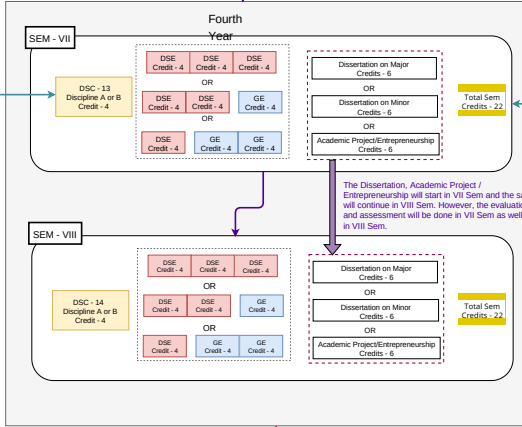 Fourth
Year
SEM - VII
DSC - 13
Discipline A or B
Credit - 4
DSE
Credit - 4
DSE
Credit - 4
DSE
Credit - 4
OR
DSE
Credit - 4
DSE
Credit - 4
GE
Credit - 4
OR
DSE
Credit - 4
GE
Credit - 4
GE
Credit - 4
Dissertation on Major
Credits - 6
OR
Dissertation on Minor
Credits - 6
OR
Academic Project/Entrepreneurship
Credits - 6
Total Sem
Credits - 22
The Dissertation, Academic Project /
Entrepreneurship will start in VII Sem and the
will continue in VIII Sem. However, the
and assessment will be done in VII Sem as well
in VIII Sem.
SEM - VIII
DSC - 14
Discipline A or B
Credit - 4
DSE
Credit - 4
DSE
Credit - 4
DSE
Credit - 4
OR
DSE
Credit - 4
DSE
Credit - 4
GE
Credit - 4
OR
DSE
Credit - 4
GE
Credit - 4
GE
Credit - 4
Dissertation on Major
Credits - 6
OR
Dissertation on Minor
Credits - 6
OR
Academic Project/Entrepreneurship
Credits - 6
Total Sem
Credits - 22